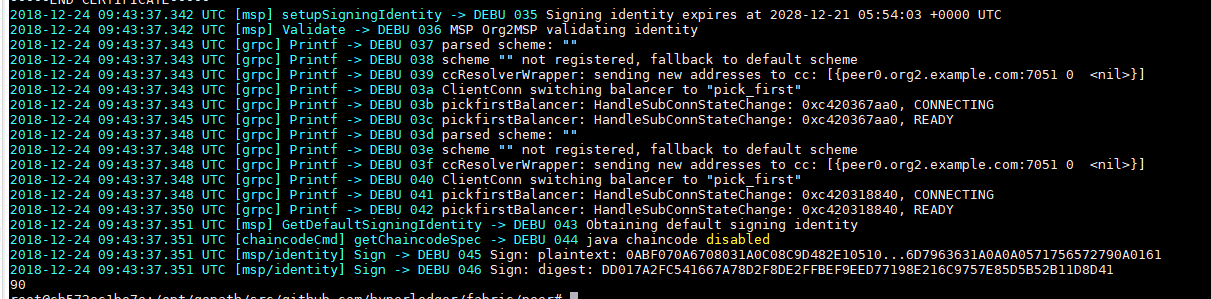 -----END CERTIFICATE-----
2018-12-24 09:43:37.342 UTC [msp] setupSigningIdentity -> DEBU 035 Signing identity expires at 2028-12-21 05:54:03 +0000 UTC
2018-12-24 09:43:37.342 UTC [msp] Validate -> DEBU 036 MSP Org2MSP validating identity
2018-12-24 09:43:37.343 UTC [grpc] Printf -> DEBU 037 parsed scheme: ""
2018-12-24 09:43:37.343 UTC [grpc] Printf -> DEBU 038 scheme "" not registered, fallback to default scheme
2018-12-24 09:43:37.343 UTC [grpc] Printf -> DEBU 039 ccResolverWrapper: sending new addresses to cc: [{peer0.org2.example.com:7051 0  <nil>}]
2018-12-24 09:43:37.343 UTC [grpc] Printf -> DEBU 03a ClientConn switching balancer to "pick_first"
2018-12-24 09:43:37.343 UTC [grpc] Printf -> DEBU 03b pickfirstBalancer: HandleSubConnStateChange: 0xc420367aa0, CONNECTING
2018-12-24 09:43:37.345 UTC [grpc] Printf -> DEBU 03c pickfirstBalancer: HandleSubConnStateChange: 0xc420367aa0, READY
2018-12-24 09:43:37.348 UTC [grpc] Printf -> DEBU 03d parsed scheme: ""
2018-12-24 09:43:37.348 UTC [grpc] Printf -> DEBU 03e scheme "" not registered, fallback to default scheme
2018-12-24 09:43:37.348 UTC [grpc] Printf -> DEBU 03f ccResolverWrapper: sending new addresses to cc: [{peer0.org2.example.com:7051 0  <nil>}]
2018-12-24 09:43:37.348 UTC [grpc] Printf -> DEBU 040 ClientConn switching balancer to "pick_first"
2018-12-24 09:43:37.348 UTC [grpc] Printf -> DEBU 041 pickfirstBalancer: HandleSubConnStateChange: 0xc420318840, CONNECTING
2018-12-24 09:43:37.350 UTC [grpc] Printf -> DEBU 042 pickfirstBalancer: HandleSubConnStateChange: 0xc420318840, READY
2018-12-24 09:43:37.351 UTC [msp] GetDefaultSigningIdentity -> DEBU 043 Obtaining default signing identity
2018-12-24 09:43:37.351 UTC [chaincodeCmd] getChaincodeSpec -> DEBU 044 java chaincode disabled
2018-12-24 09:43:37.351 UTC [msp/identity] Sign -> DEBU 045 Sign: plaintext: 0ABF070A6708031A0C08C9D482E10510...6D7963631A0A0A0571756572790A0161
2018-12-24 09:43:37.351 UTC [msp/identity] Sign -> DEBU 046 Sign: digest: DD017A2FC541667A78D2F8DE2FFBEF9EED77198E216C9757E85D5B52B11D8D41
90